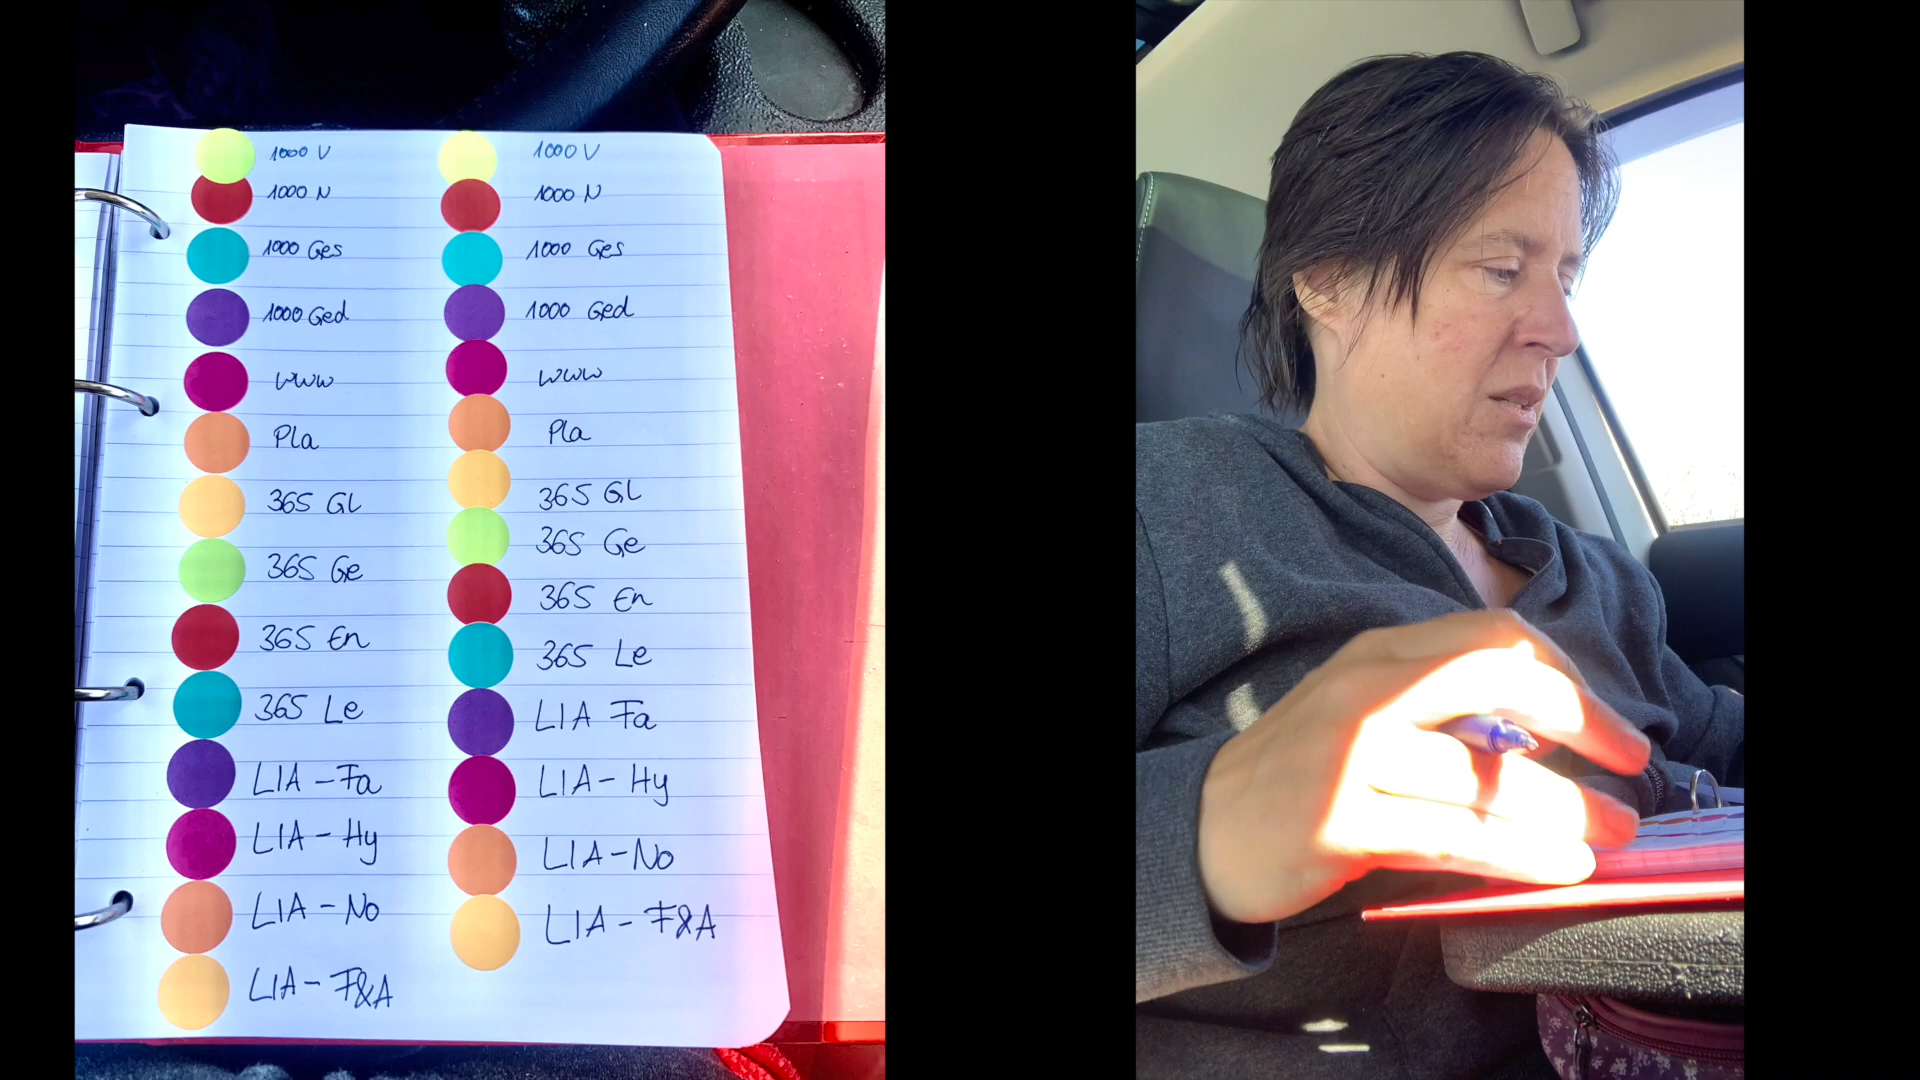 1000 V
1000 N
1000 Ges
1000 Ged
www
Pla
365 GL
365 Ge
365 En
365 Le
LIA - Fa
LIA - Hy
LIA - No
LIA - F&A
1000 V
1000 N
1000 Ges
1000 Ged
www
Pla
365 GL
365 Ge
365 En
365 Le
LIA Fa
LIA - Hy
LIA - No
LIA - F&A